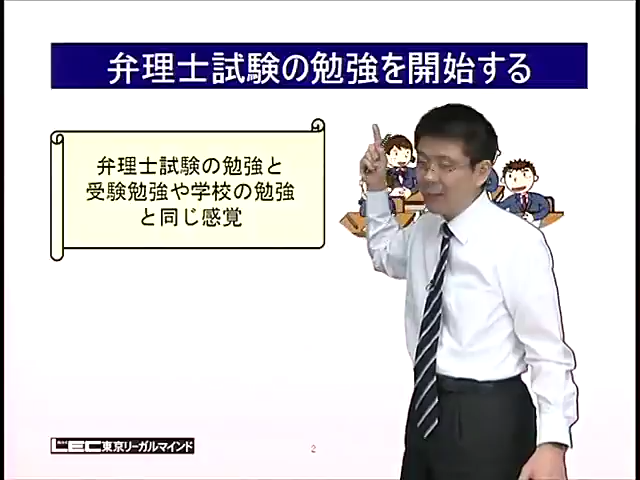 弁理士試験の勉強を開始する
弁理士試験の勉強と
受験勉強や学校の勉強
と同じ感覚
LEC東京リーガルマインド
2